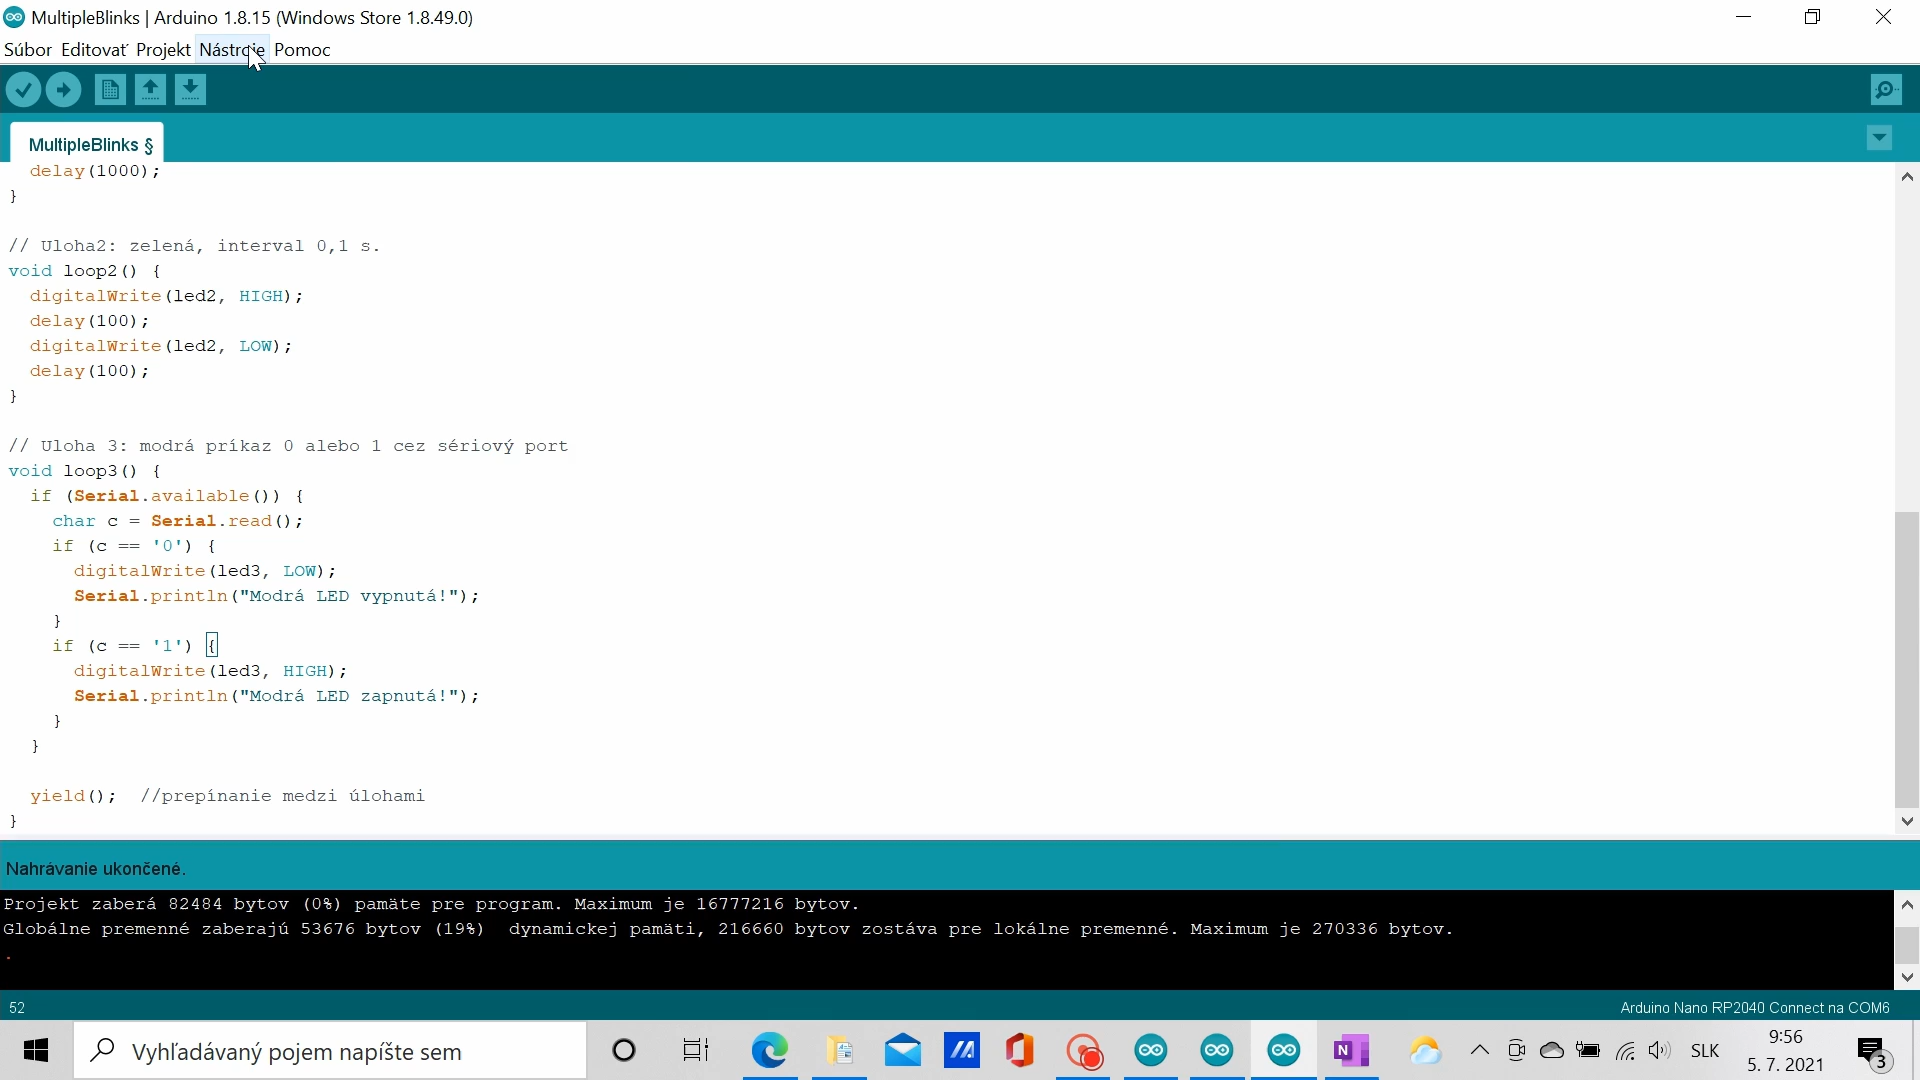 MultipleBlinks | Arduino 1.8.15 (Windows Store 1.8.49.0)
Súbor Editovať Projekt Nástroje Pomoc
MultipleBlinks §
delay(1000);
}
// Uloha2: zelená, interval 0,1 s.
void loop2() {
digitalWrite(led2, HIGH);
delay(100);
digitalWrite(led2, LOW);
delay(100);
}
// Uloha 3: modrá príkaz 0 alebo 1 cez sériový port
void loop3() {
if (Serial.available()) {
char c = Serial.read();
if (c == '0') {
digitalWrite(led3, LOW);
Serial.println("Modrá LED vypnutá!");
}
if (c == '1') {
digitalWrite(led3, HIGH);
Serial.println("Modrá LED zapnutá!");
}
}
yield();  //prepínanie medzi úlohami
}
Nahrávanie ukončené.
Projekt zaberá 82484 bytov (0%) pamäte pre program. Maximum je 16777216 bytov.
Globálne premenné zaberajú 53676 bytov (19%)  dynamickej pamäti, 216660 bytov zostáva pre lokálne premenné. Maximum je 270336 bytov.
.
52
Arduino Nano RP2040 Connect na COM6
Vyhľadávaný pojem napíšte sem
N
SLK
9:56
5. 7. 2021
3